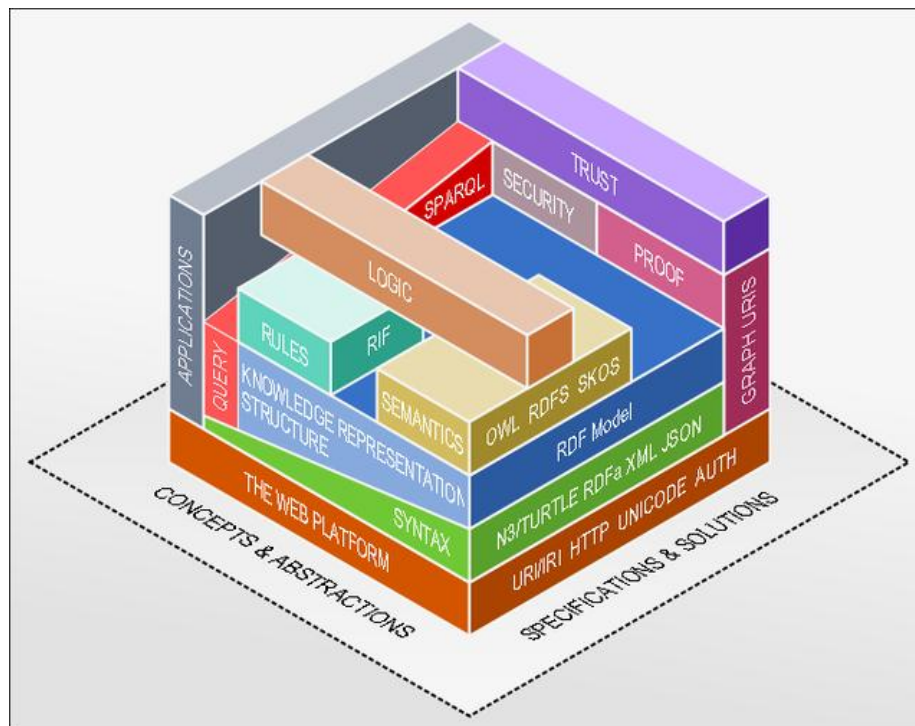 TRUST
SECURITY
SPARQL
PROOF
LOGIC
APPLICATIONS
GRAPH URIS
RULES
RIF
QUERY
KNOWLEDGE REPRESENTATION
STRUCTURE
SEMANTICS
OWL RDFS SKOS
RDF Model
SYNTAX
N3/TURTLE RDFa XML JSON
THE WEB PLATFORM
URI/IRI HTTP UNICODE AUTH
CONCEPTS & ABSTRACTIONS
SPECIFICATIONS & SOLUTIONS